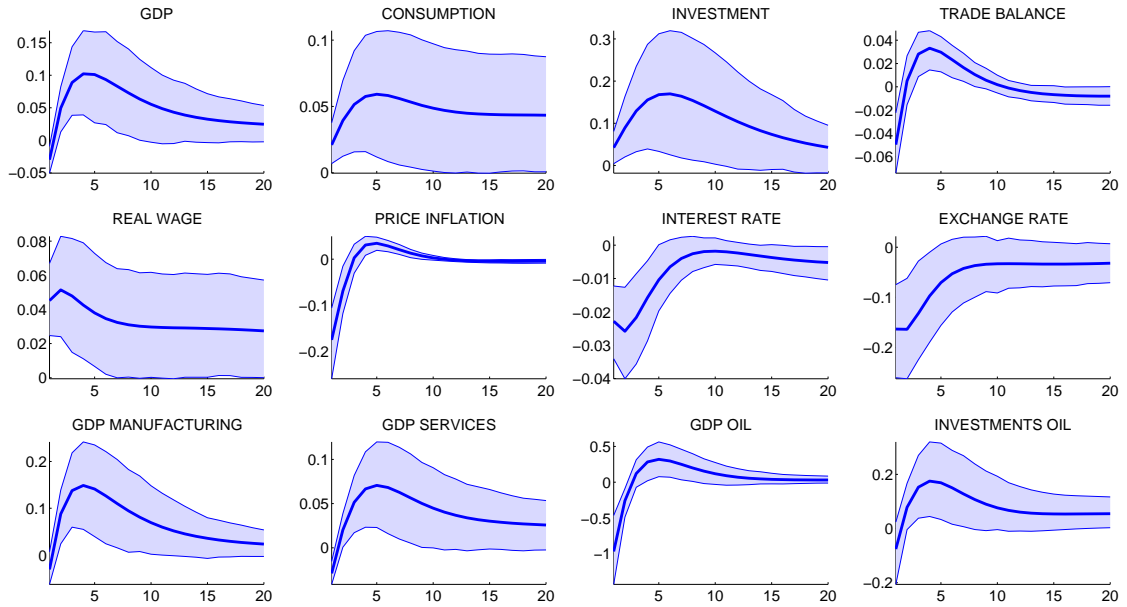 GDP
CONSUMPTION
INVESTMENT
TRADE BALANCE
0.15
0.1
0.05
0
−0.05
5 10 15 20
0.1
0.05
0
5 10 15 20
0.3
0.2
0.1
0
5 10 15 20
0.04
0.02
0
−0.02
−0.04
−0.06
5 10 15 20
REAL WAGE
PRICE INFLATION
INTEREST RATE
EXCHANGE RATE
0.08
0.06
0.04
0.02
0
5 10 15 20
0
−0.1
−0.2
5 10 15 20
0
−0.01
−0.02
−0.03
−0.04
5 10 15 20
0
−0.1
−0.2
5 10 15 20
GDP MANUFACTURING
GDP SERVICES
GDP OIL
INVESTMENTS OIL
0.2
0.1
0
5 10 15 20
0.1
0.05
0
5 10 15 20
0.5
0
−0.5
−1
5 10 15 20
0.2
0
−0.2
5 10 15 20